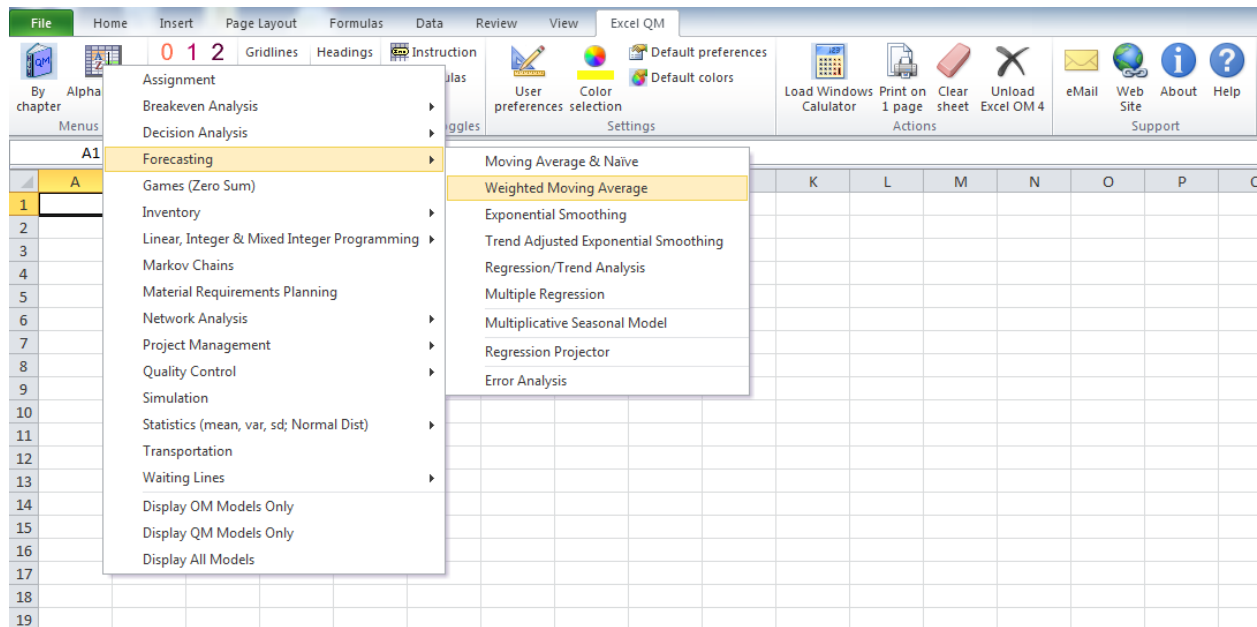 File Home Insert Page Layout Formulas Data Review View Excel QM
0 1 2 Gridlines Headings Instruction
Default preferences
Default colors
By chapter
Alpha
User preferences
Color selection
Load Windows Calulator
Print on 1 page
Clear sheet
Unload Excel OM 4
eMail
Web Site
About
Help
Menus
Settings
Actions
Support
A1
Assignment
Breakeven Analysis
Decision Analysis
Forecasting
Games (Zero Sum)
Inventory
Linear, Integer & Mixed Integer Programming
Markov Chains
Material Requirements Planning
Network Analysis
Project Management
Quality Control
Simulation
Statistics (mean, var, sd; Normal Dist)
Transportation
Waiting Lines
Display OM Models Only
Display QM Models Only
Display All Models
Moving Average & Naïve
Weighted Moving Average
Exponential Smoothing
Trend Adjusted Exponential Smoothing
Regression/Trend Analysis
Multiple Regression
Multiplicative Seasonal Model
Regression Projector
Error Analysis
A K L M N O P
1
2
3
4
5
6
7
8
9
10
11
12
13
14
15
16
17
18
19